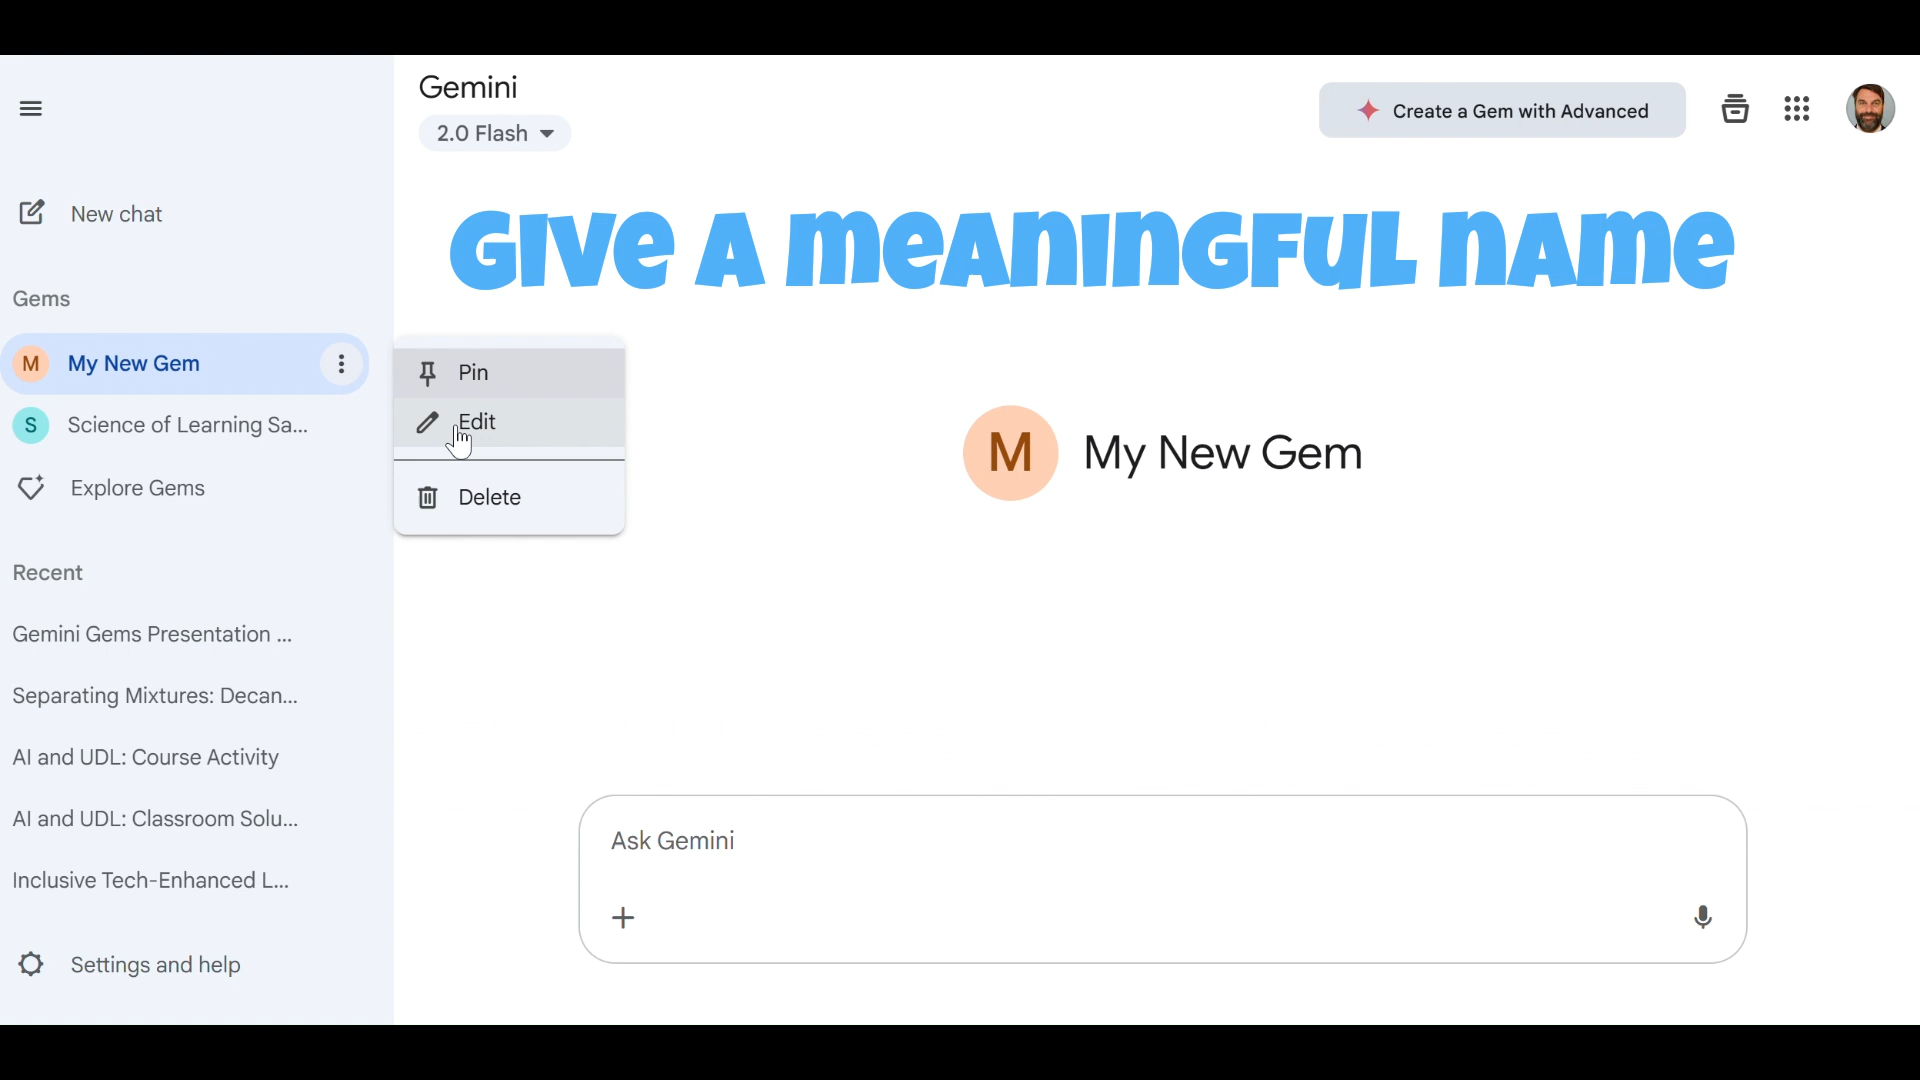 Gemini
2.0 Flash
Create a Gem with Advanced
New chat
GIVE A MEANINGFUL NAME
Gems
M My New Gem
S Science of Learning Sa...
Explore Gems
Pin
Edit
Delete
M My New Gem
Recent
Gemini Gems Presentation ...
Separating Mixtures: Decan...
AI and UDL: Course Activity
AI and UDL: Classroom Solu...
Inclusive Tech-Enhanced L...
Settings and help
Ask Gemini